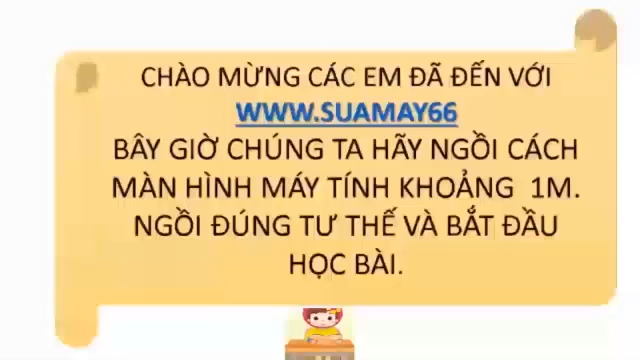 CHÀO MỪNG CÁC EM ĐÃ ĐẾN VỚI
WWW.SUAMAY66
BÂY GIỜ CHÚNG TA HÃY NGỒI CÁCH
MÀN HÌNH MÁY TÍNH KHOẢNG 1M.
NGỒI ĐÚNG TƯ THẾ VÀ BẮT ĐẦU
HỌC BÀI.